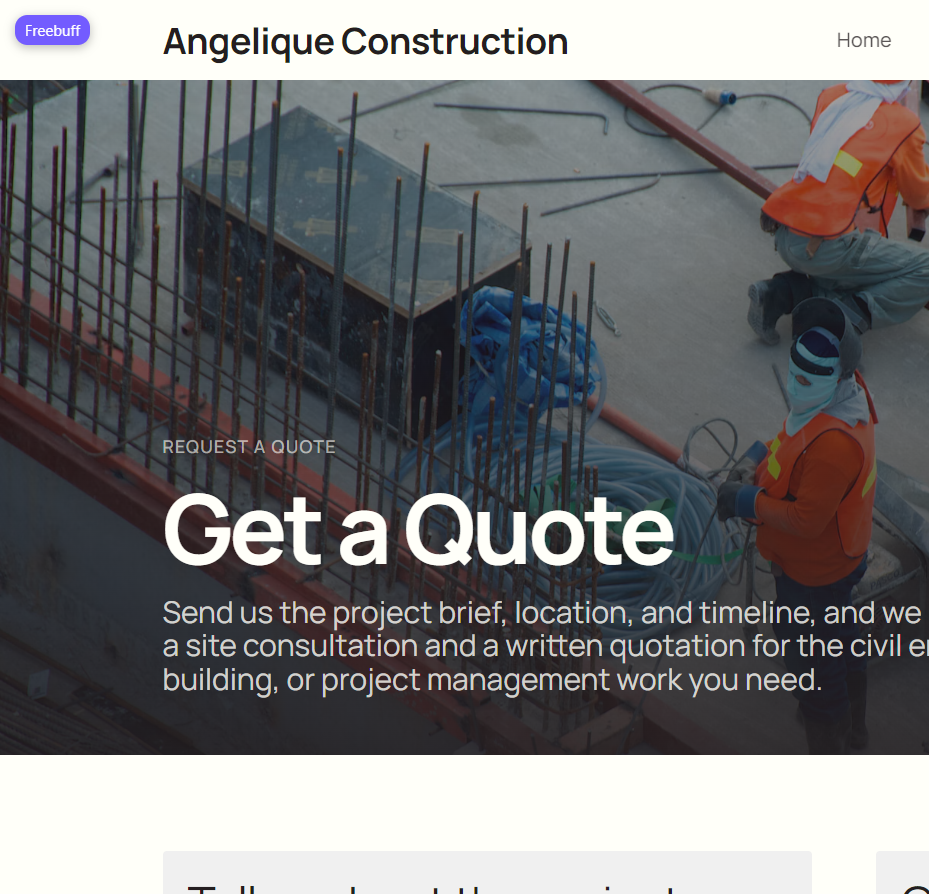 Freebuff
Angelique Construction
Home
REQUEST A QUOTE
Get a Quote
Send us the project brief, location, and timeline, and we
a site consultation and a written quotation for the civil
building, or project management work you need.